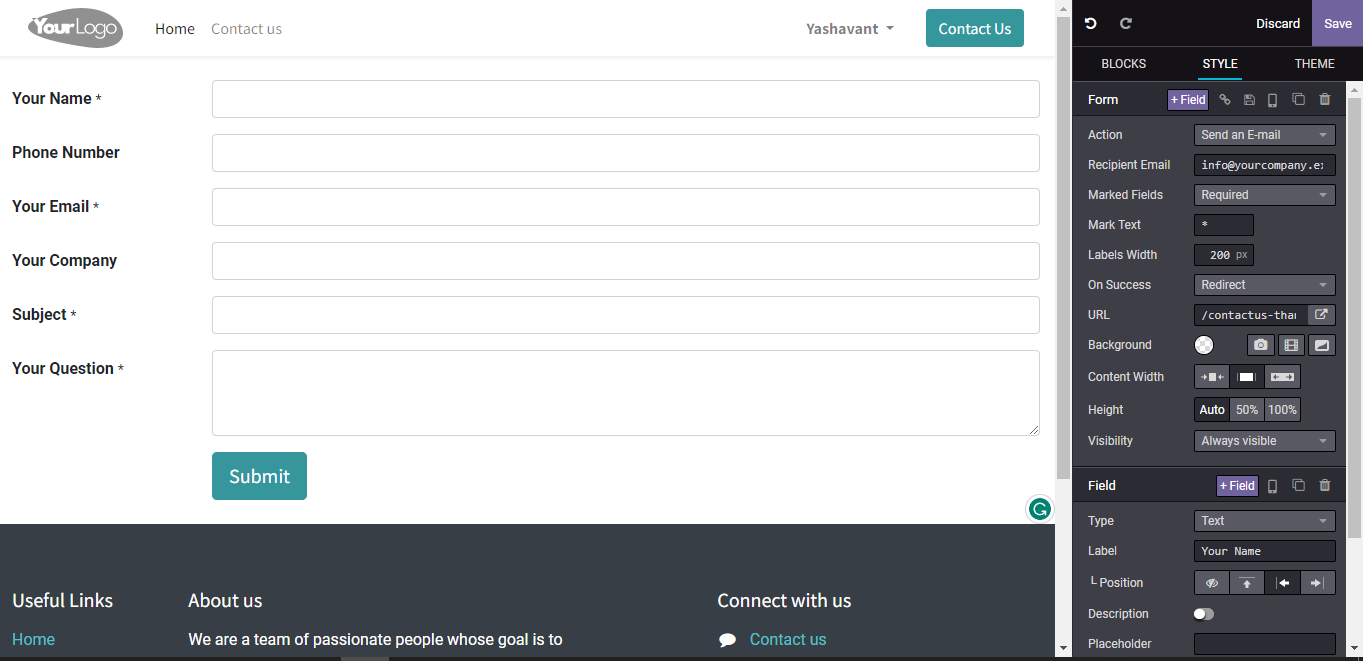 YourLogo Home Contact us Yashavant Contact Us
Your Name *
Phone Number
Your Email *
Your Company
Subject *
Your Question *
Submit
Useful Links
Home
About us
We are a team of passionate people whose goal is to
Connect with us
Contact us
Discard Save
BLOCKS STYLE THEME
Form + Field
Action Send an E-mail
Recipient Email info@yourcompany.ex
Marked Fields Required
Mark Text *
Labels Width 200 px
On Success Redirect
URL /contactus-than
Background
Content Width
Height Auto 50% 100%
Visibility Always visible
Field + Field
Type Text
Label Your Name
└ Position
Description
Placeholder